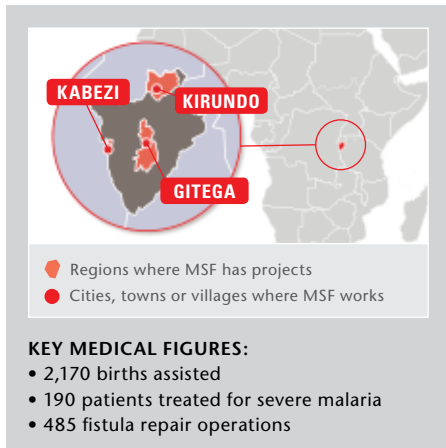 KABEZI
KIRUNDO
GITEGA
Regions where MSF has projects
Cities, towns or villages where MSF works
KEY MEDICAL FIGURES:
• 2,170 births assisted
• 190 patients treated for severe malaria
• 485 fistula repair operations